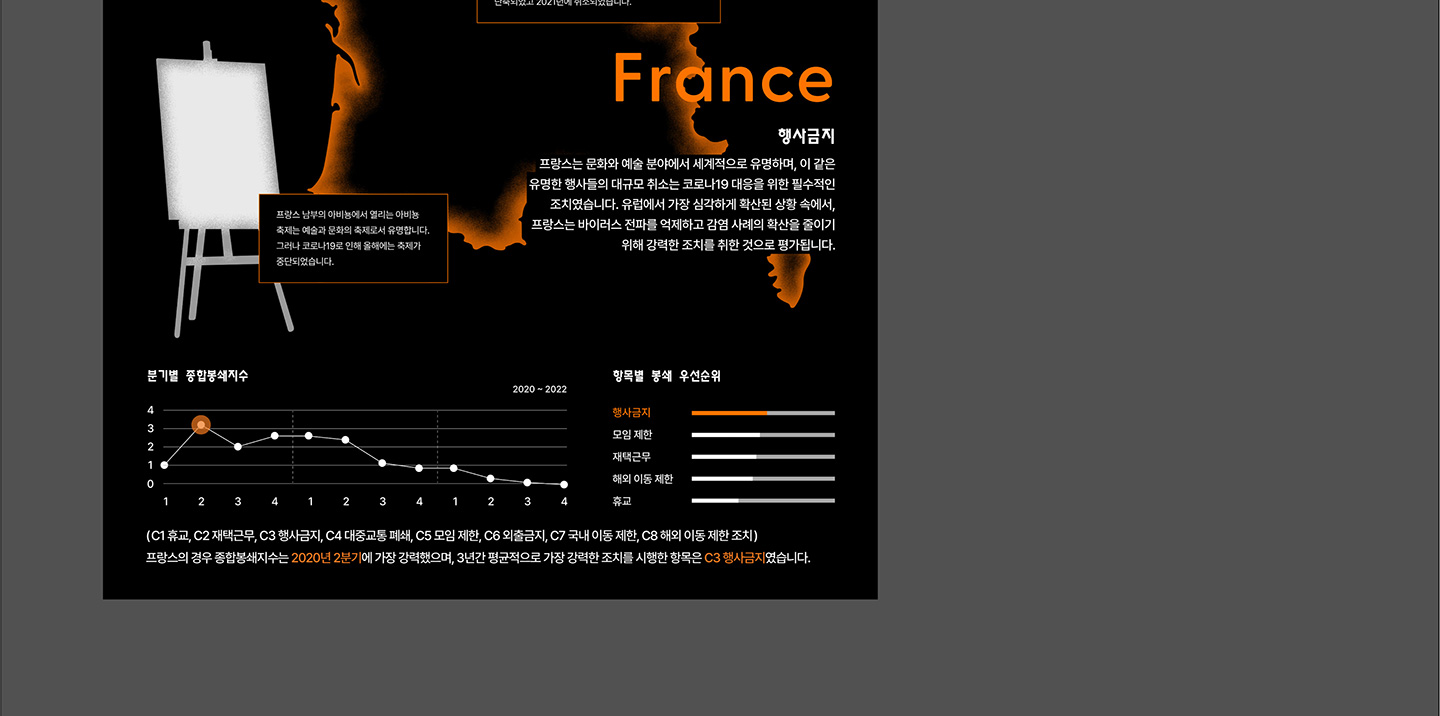 단축되었고 2021년에 취소되었습니다.
France
행사금지
프랑스는 문화와 예술 분야에서 세계적으로 유명하며, 이 같은
유명한 행사들의 대규모 취소는 코로나19 대응을 위한 필수적인
조치였습니다. 유럽에서 가장 심각하게 확산된 상황 속에서,
프랑스는 바이러스 전파를 억제하고 감염 사례의 확산을 줄이기
위해 강력한 조치를 취한 것으로 평가됩니다.
프랑스 남부의 아비뇽에서 열리는 아비뇽
축제는 예술과 문화의 축제로서 유명합니다.
그러나 코로나19로 인해 올해에는 축제가
중단되었습니다.
분기별 종합봉쇄지수
2020 ~ 2022
4
3
2
1
0
1 2 3 4 1 2 3 4 1 2 3 4
항목별 봉쇄 우선순위
행사금지
모임 제한
재택근무
해외 이동 제한
휴교
(C1 휴교, C2 재택근무, C3 행사금지, C4 대중교통 폐쇄, C5 모임 제한, C6 외출금지, C7 국내 이동 제한, C8 해외 이동 제한 조치)
프랑스의 경우 종합봉쇄지수는 2020년 2분기에 가장 강력했으며, 3년간 평균적으로 가장 강력한 조치를 시행한 항목은 C3 행사금지였습니다.